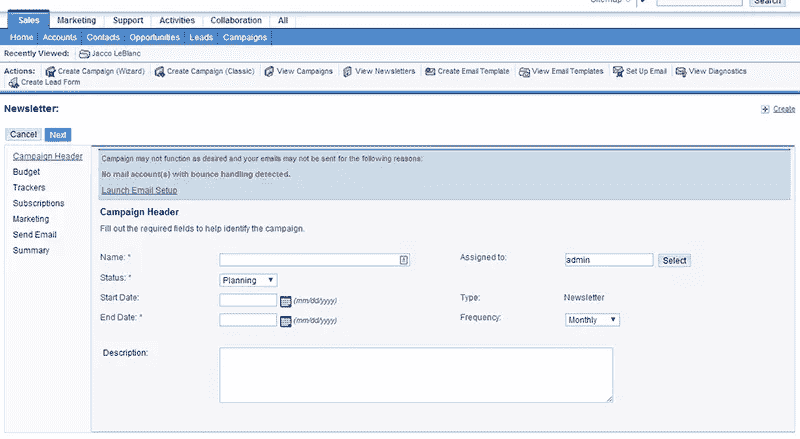 Sitemap
Search
Sales Marketing Support Activities Collaboration All
Home Accounts Contacts Opportunities Leads Campaigns
Recently Viewed: Jacco LeBlanc
Actions: Create Campaign (Wizard) Create Campaign (Classic) View Campaigns View Newsletters Create Email Template View Email Templates Set Up Email View Diagnostics
Create Lead Form
Newsletter:
Create
Cancel Next
Campaign Header
Budget
Trackers
Subscriptions
Marketing
Send Email
Summary
Campaign may not function as desired and your emails may not be sent for the following reasons:
No mail account(s) with bounce handling detected.
Launch Email Setup
Campaign Header
Fill out the required fields to help identify the campaign.
Name: * Assigned to: admin Select
Status: * Planning
Start Date: (mm/dd/yyyy) Type: Newsletter
End Date: * (mm/dd/yyyy) Frequency: Monthly
Description: